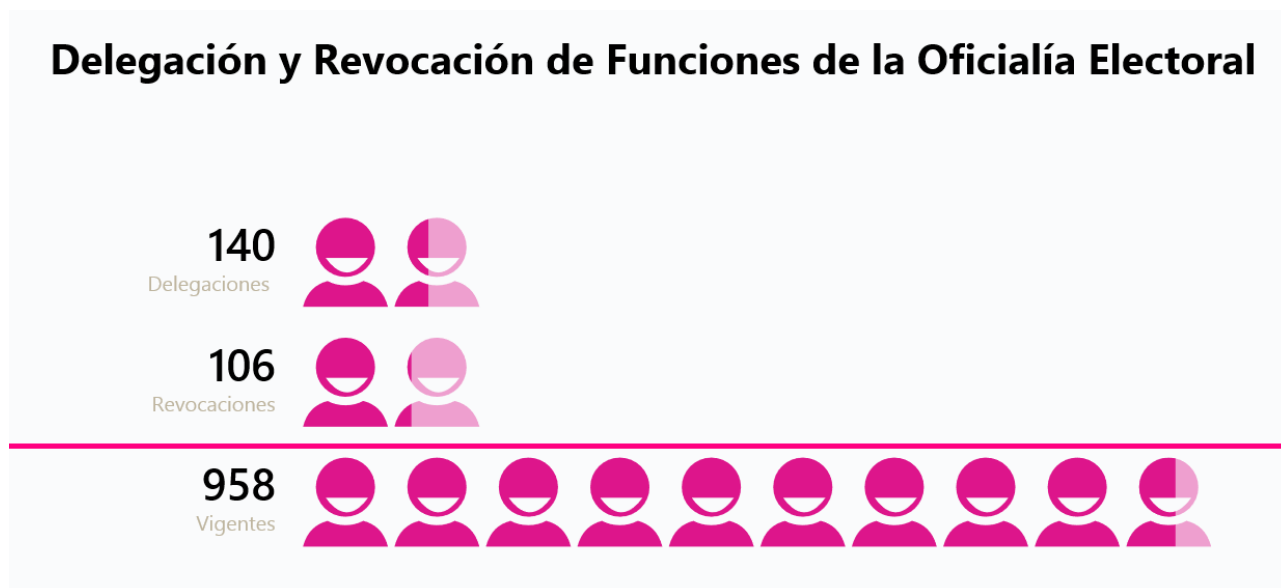 Delegación y Revocación de Funciones de la Oficialía Electoral
140
Delegaciones
106
Revocaciones
958
Vigentes